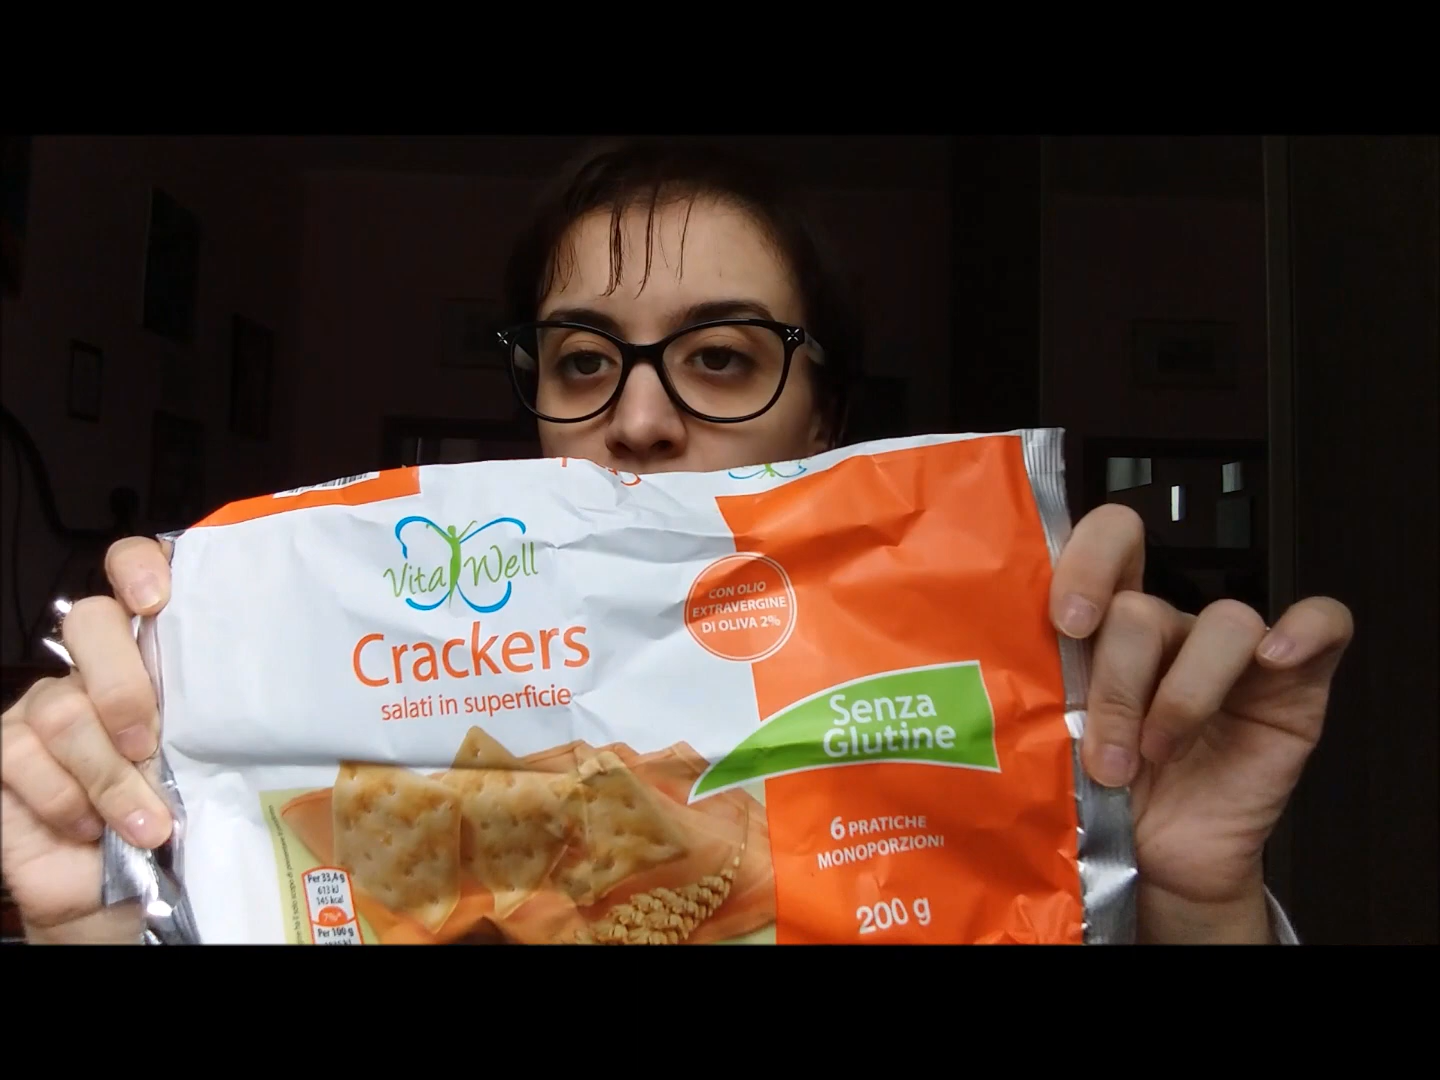 Vita Well
Crackers
salati in superficie
CON OLIO
EXTRAVERGINE
DI OLIVA 2%
Senza
Glutine
6 PRATICHE
MONOPORZIONI
200 g
Per 33,4 g
613 kJ
145 kcal
7%*
Per 100 g